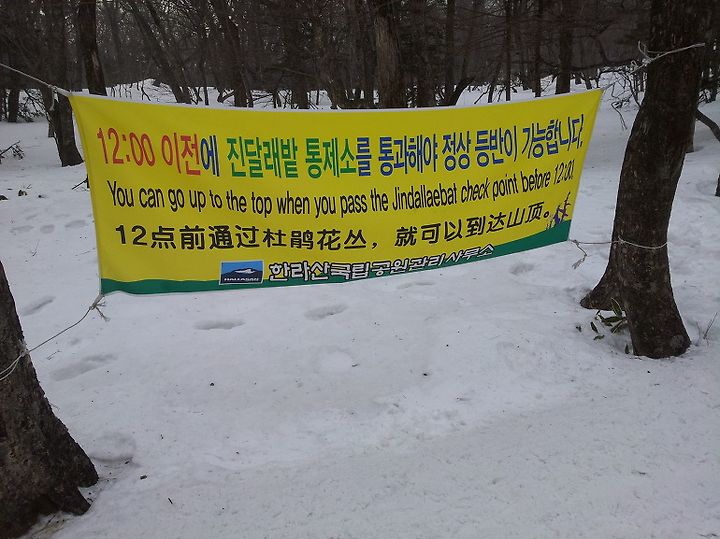 12:00 이전에 진달래밭 통제소를 통과해야 정상 등반이 가능합니다.
You can go up to the top when you pass the Jindallaebat check point before 12:00.
12点前通过杜鹃花丛，就可以到达山顶。
HALLASAN 한라산국립공원관리사무소